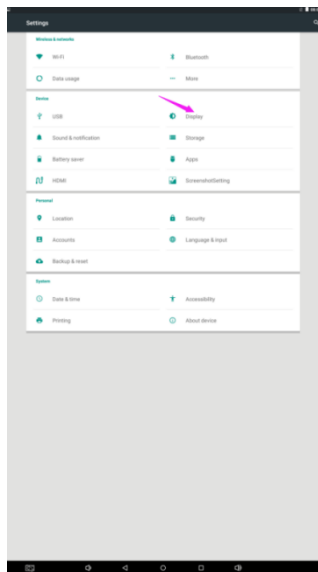 Settings
Wireless & networks
Wi-Fi
Bluetooth
Data usage
More
Device
USB
Display
Sound & notification
Storage
Battery saver
Apps
HDMI
ScreenshotSetting
Personal
Location
Security
Accounts
Language & input
Backup & reset
System
Date & time
Accessibility
Printing
About device